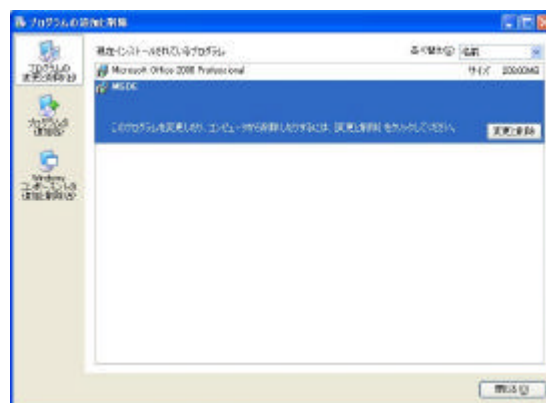 プログラムの追加と削除
現在インストールされているプログラム
並べ替え(S): 名前
プログラムの
変更と削除(H)
Microsoft Office 2000 Professional
サイズ
MSDE
このプログラムを変更したり、コンピュータから削除したりするには、[変更と削除] をクリックしてください。
変更と削除
プログラムの
追加(N)
Windows
コンポーネントの
追加と削除(A)
閉じる(C)